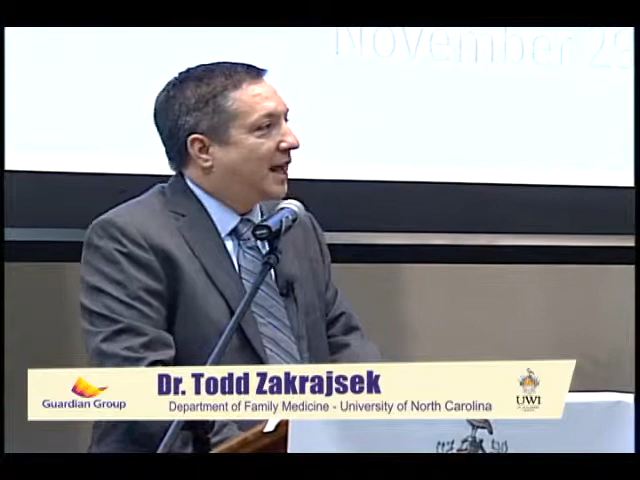 November 29
Dr. Todd Zakrajsek
Department of Family Medicine - University of North Carolina
Guardian Group
UWI